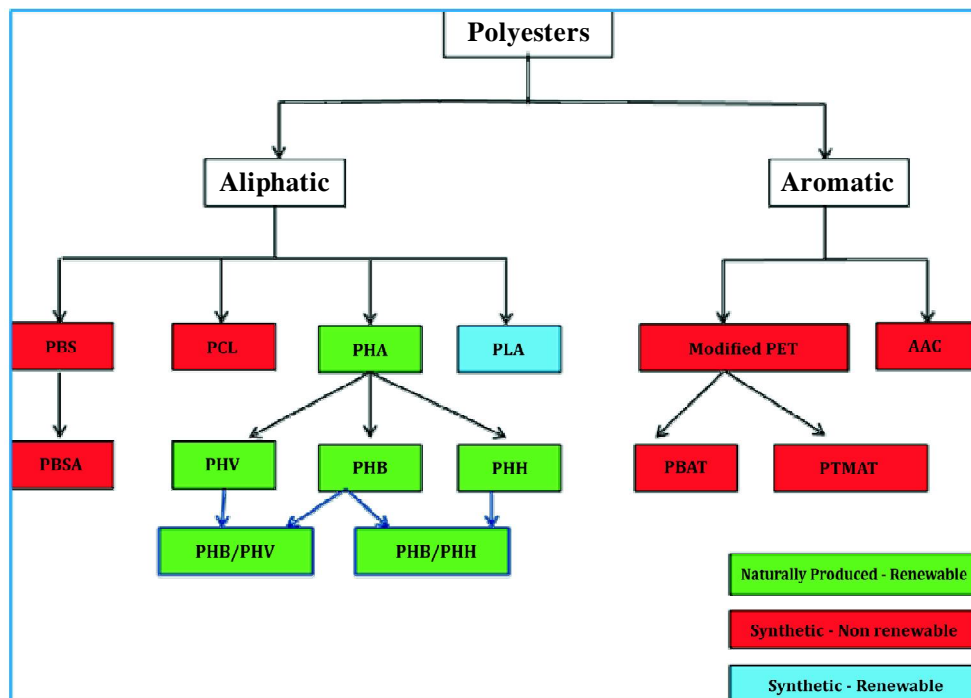 Polyesters
Aliphatic
Aromatic
PBS
PCL
PHA
PLA
Modified PET
AAC
PBSA
PHV
PHB
PHH
PBAT
PTMAT
PHB/PHV
PHB/PHH
Naturally Produced - Renewable
Synthetic - Non renewable
Synthetic - Renewable